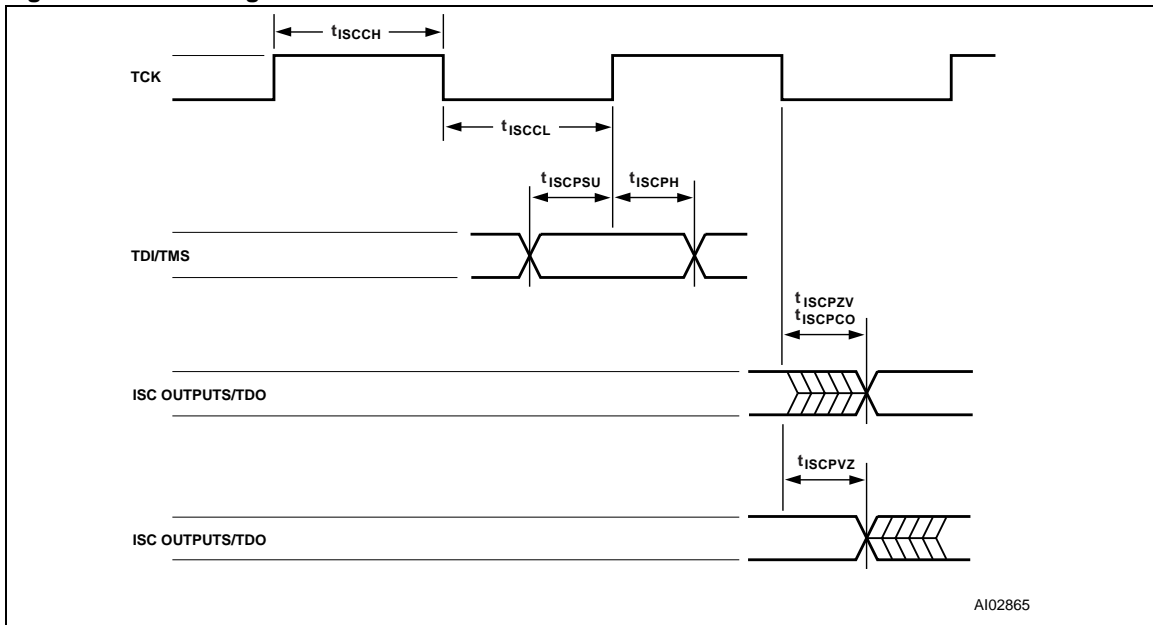 tISCCH
TCK
tISCCL
tISCPSU
tISCPH
TDI/TMS
tISCPZV
tISCPCO
ISC OUTPUTS/TDO
tISCPVZ
ISC OUTPUTS/TDO
AI02865